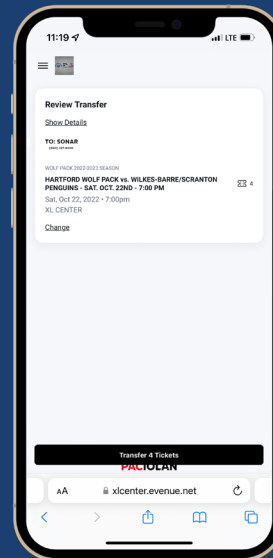 11:19
LTE
Review Transfer
Show Details
TO: SONAR
WOLF PACK 2022-2023 SEASON
HARTFORD WOLF PACK vs. WILKES-BARRE/SCRANTON
PENGUINS - SAT. OCT. 22ND - 7:00 PM
4
Sat, Oct 22, 2022 • 7:00pm
XL CENTER
Change
Transfer 4 Tickets
PACIOLAN
AA
xlcenter.evenue.net